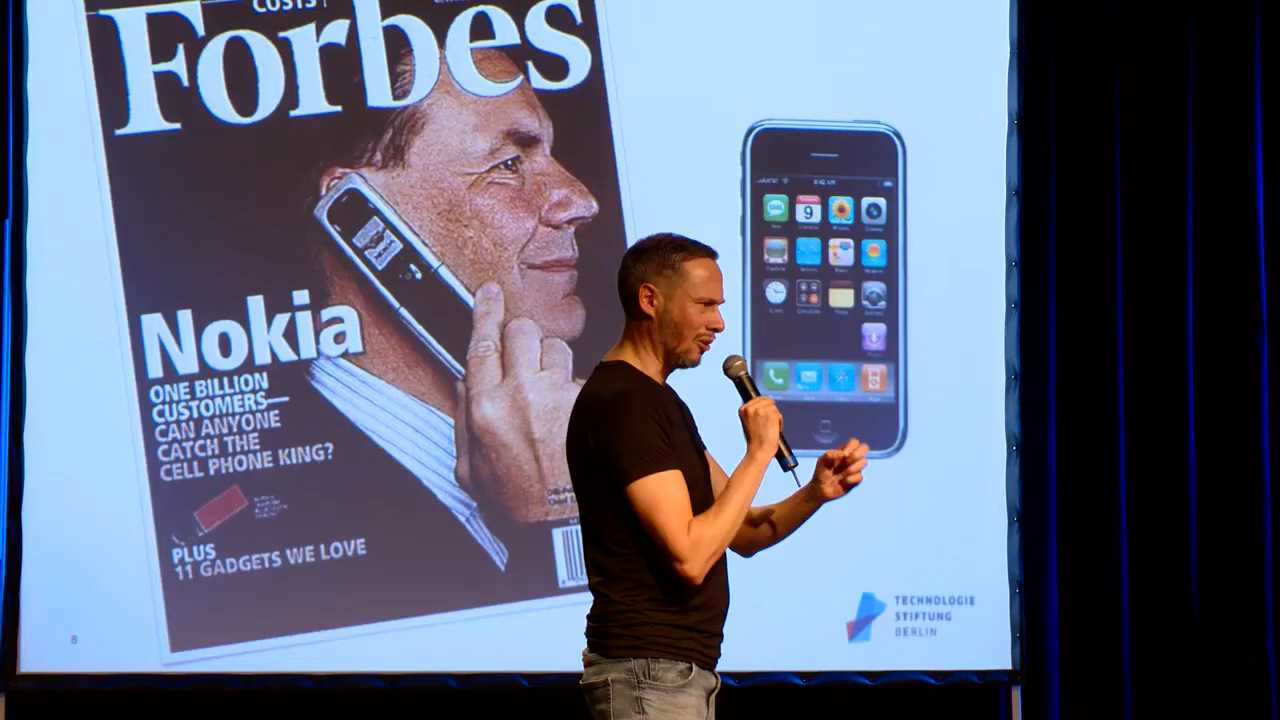 COSTS?
Forbes
Nokia
ONE BILLION
CUSTOMERS—
CAN ANYONE
CATCH THE
CELL PHONE KING?
PLUS
11 GADGETS WE LOVE
9
TECHNOLOGIE
STIFTUNG
BERLIN